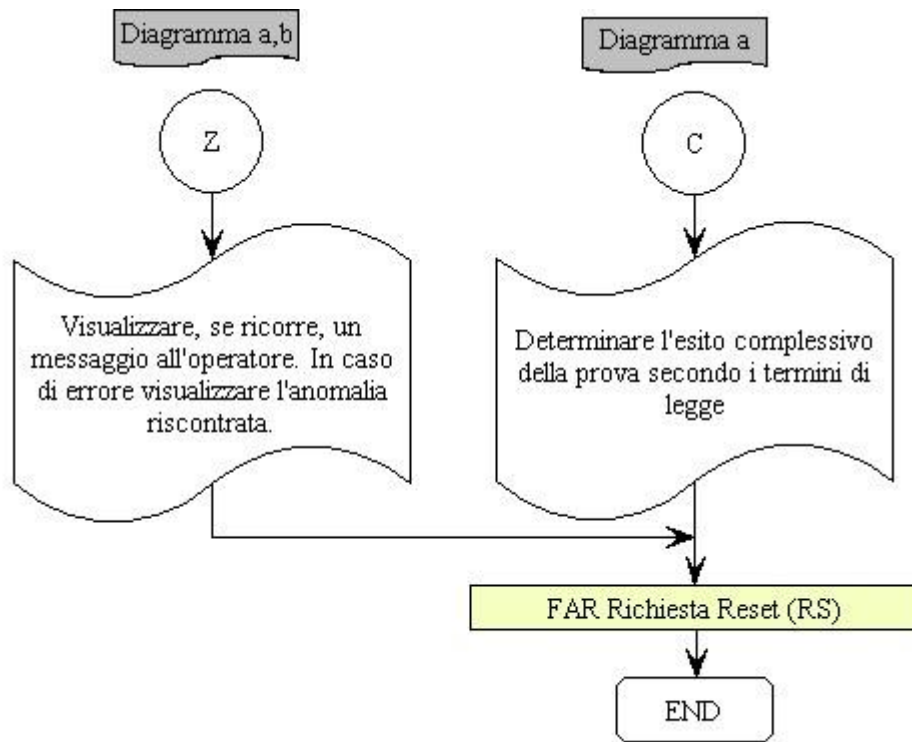 Diagramma a,b
Diagramma a
Z
C
Visualizzare, se ricorre, un
messaggio all'operatore. In caso
di errore visualizzare l'anomalia
riscontrata.
Determinare l'esito complessivo
della prova secondo i termini di
legge
FAR Richiesta Reset (RS)
END